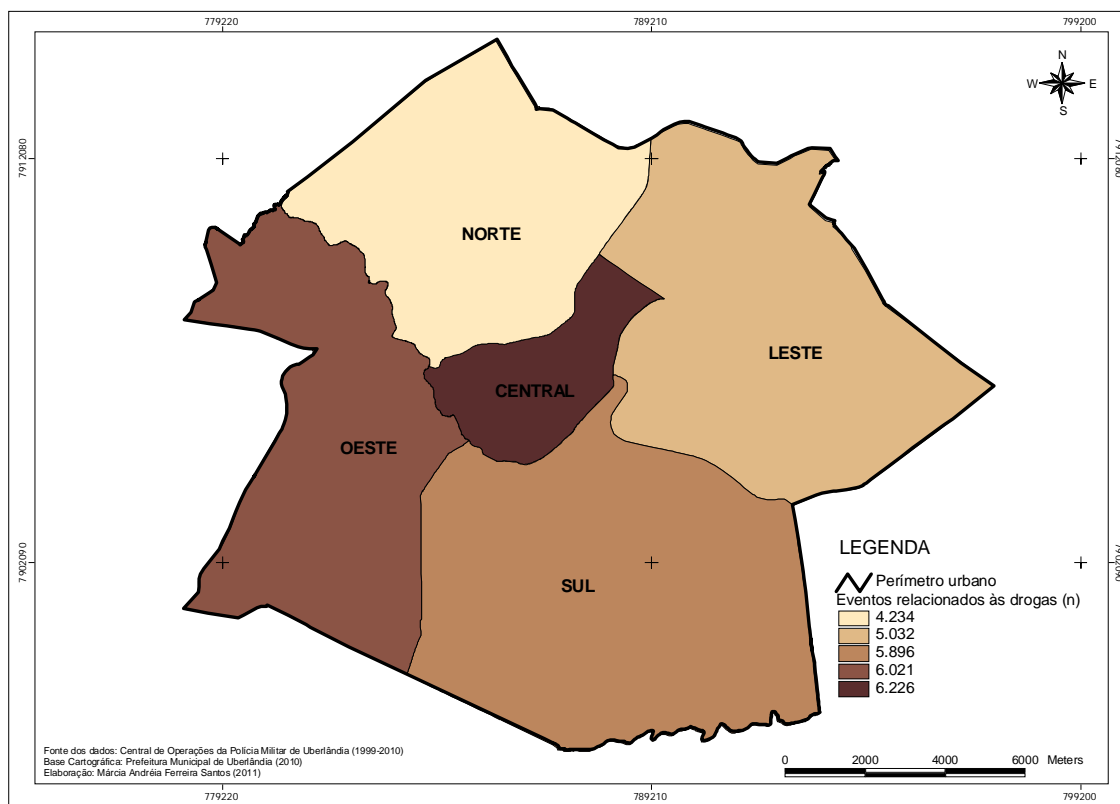 779220
789210
799200
N
W
E
S
7912080
7912080
NORTE
LESTE
CENTRAL
OESTE
SUL
7902090
7902090
LEGENDA
Perímetro urbano
Eventos relacionados às drogas (n)
4.234
5.032
5.896
6.021
6.226
Fonte dos dados: Central de Operações da Polícia Militar de Uberlândia (1999-2010)
Base Cartográfica: Prefeitura Municipal de Uberlândia (2010)
Elaboração: Márcia Andréia Ferreira Santos (2011)
0 2000 4000 6000 Meters
779220
789210
799200